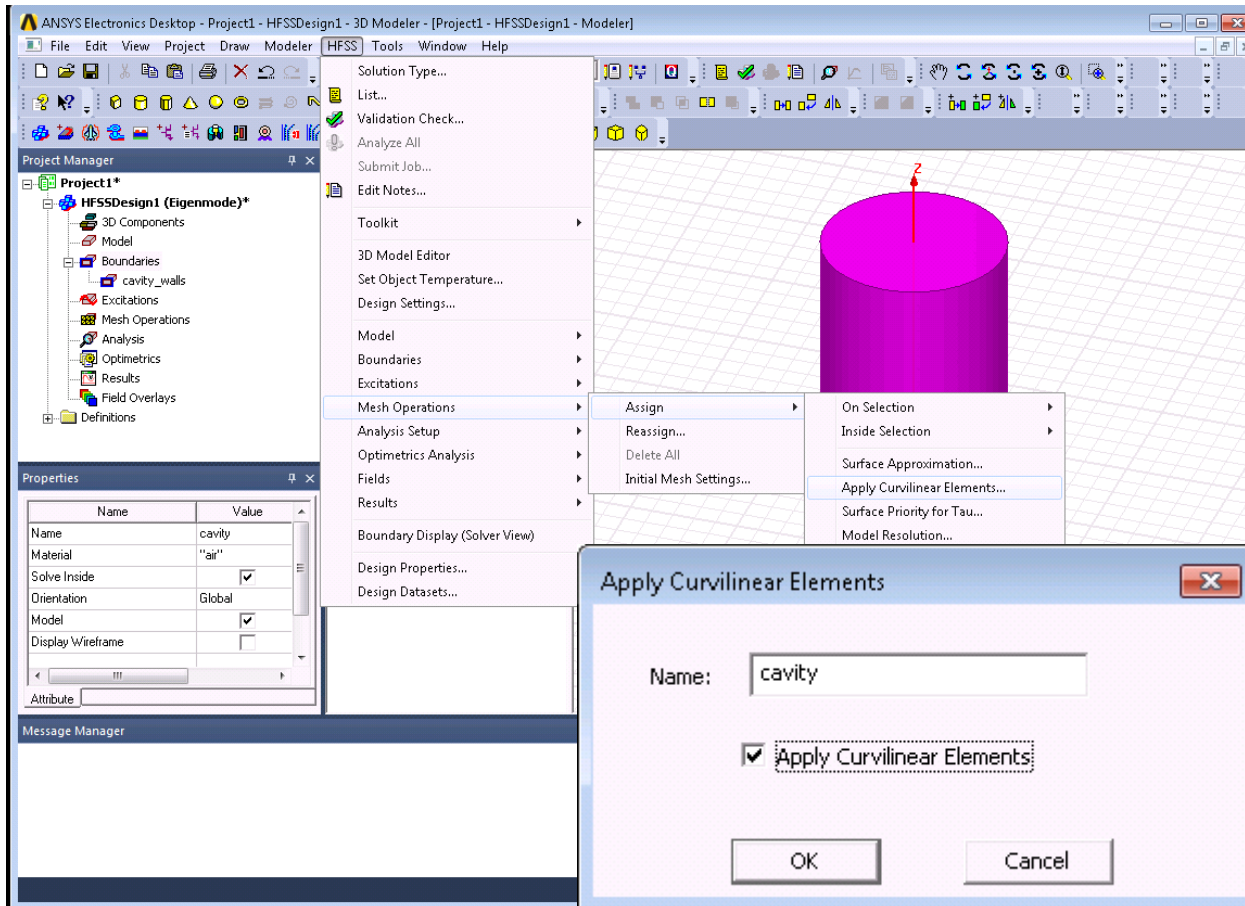 ANSYS Electronics Desktop - Project1 - HFSSDesign1 - 3D Modeler - [Project1 - HFSSDesign1 - Modeler]
File Edit View Project Draw Modeler HFSS Tools Window Help
Project Manager
Project1*
HFSSDesign1 (Eigenmode)*
3D Components
Model
Boundaries
cavity_walls
Excitations
Mesh Operations
Analysis
Optimetrics
Results
Field Overlays
Definitions
Properties
Name Value
Name cavity
Material "air"
Solve Inside
Orientation Global
Model
Display Wireframe
Attribute
Message Manager
Solution Type...
List...
Validation Check...
Analyze All
Submit Job...
Edit Notes...
Toolkit
3D Model Editor
Set Object Temperature...
Design Settings...
Model
Boundaries
Excitations
Mesh Operations
Analysis Setup
Optimetrics Analysis
Fields
Results
Boundary Display (Solver View)
Design Properties...
Design Datasets...
Assign
Reassign...
Delete All
Initial Mesh Settings...
On Selection
Inside Selection
Surface Approximation...
Apply Curvilinear Elements...
Surface Priority for Tau...
Model Resolution...
Z
Apply Curvilinear Elements
Name: cavity
Apply Curvilinear Elements
OK Cancel